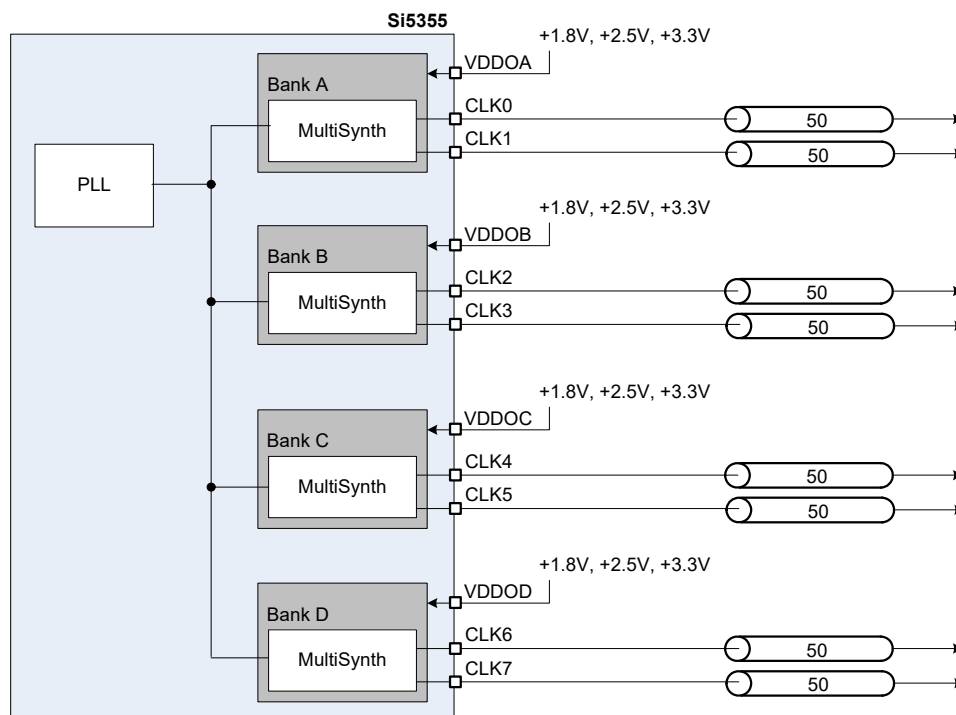 Si5355
+1.8V, +2.5V, +3.3V
VDDOA
Bank A
CLK0
MultiSynth
50
CLK1
50
PLL
+1.8V, +2.5V, +3.3V
VDDOB
Bank B
CLK2
MultiSynth
50
CLK3
50
+1.8V, +2.5V, +3.3V
VDDOC
Bank C
CLK4
MultiSynth
50
CLK5
50
+1.8V, +2.5V, +3.3V
VDDOD
Bank D
CLK6
MultiSynth
50
CLK7
50